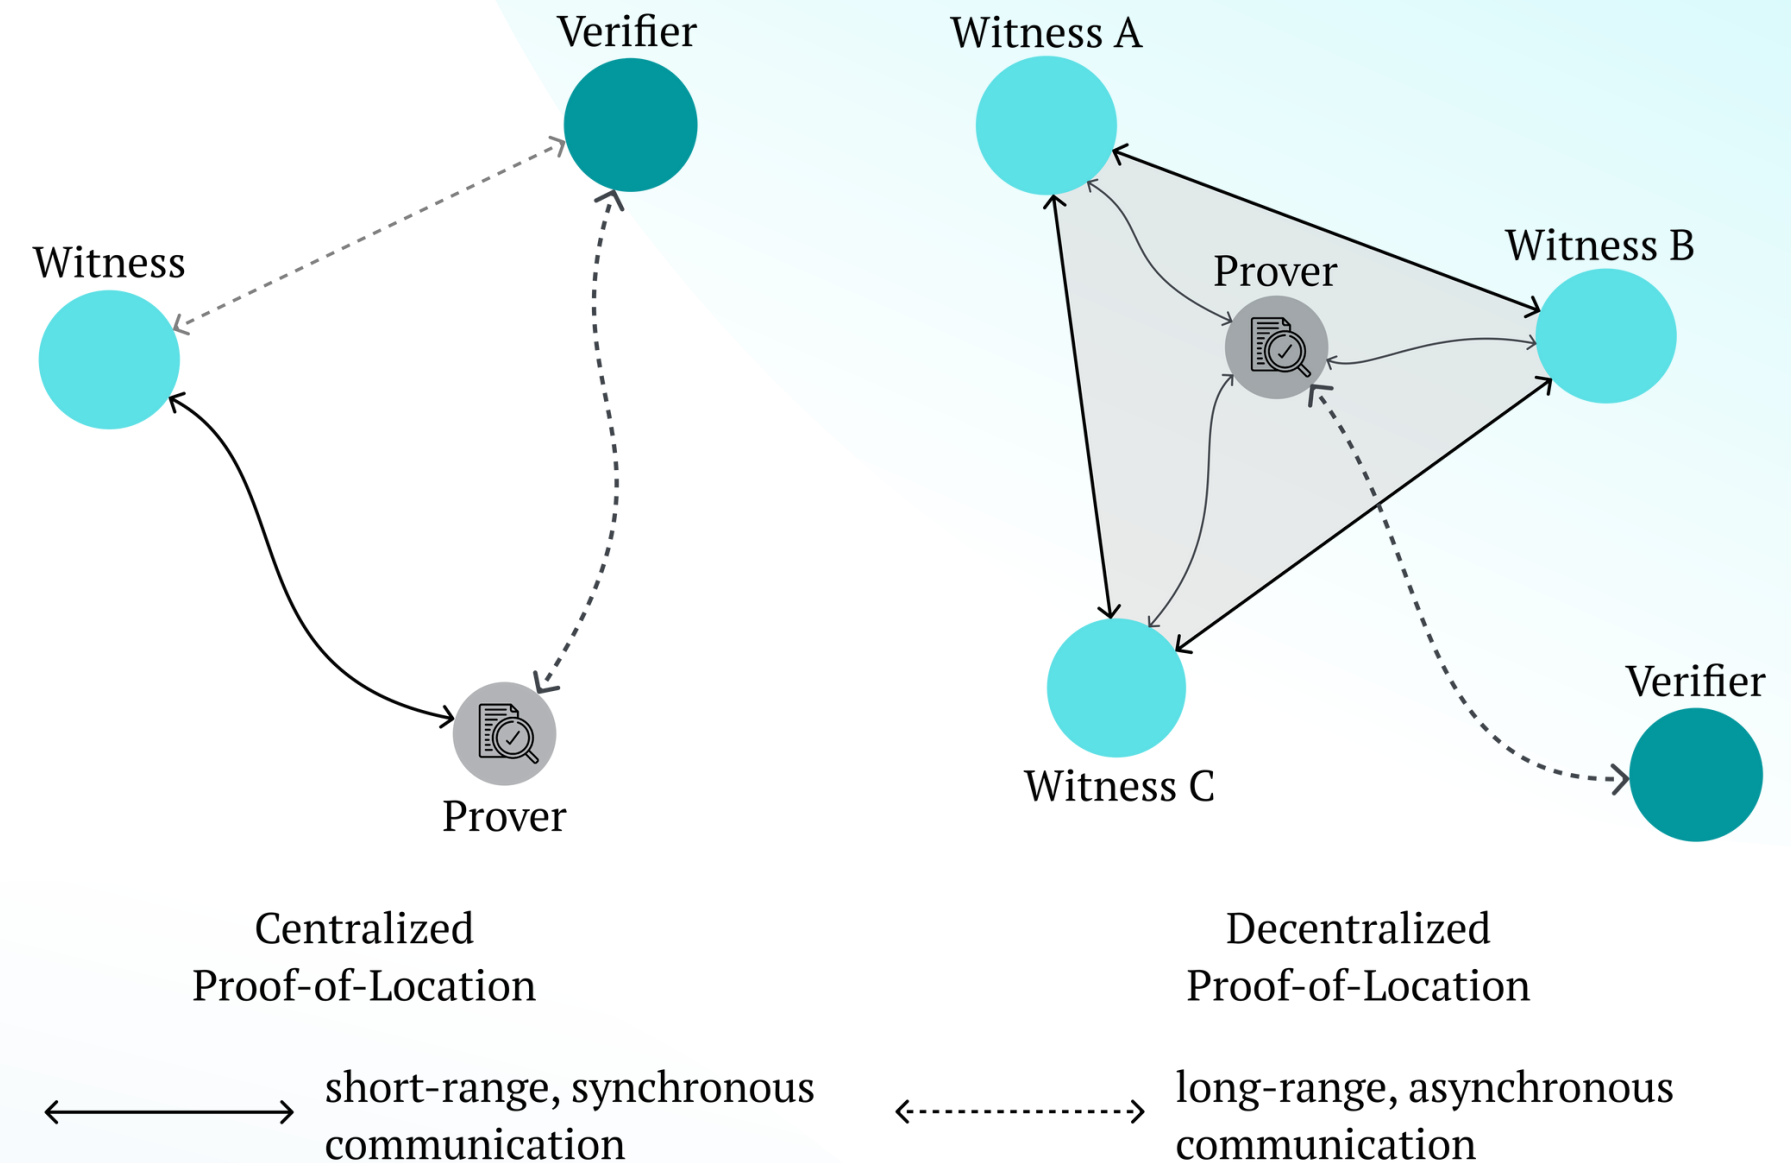 Verifier
Witness
Prover
Centralized
Proof-of-Location
Witness A
Witness B
Prover
Witness C
Verifier
Decentralized
Proof-of-Location
short-range, synchronous
communication
long-range, asynchronous
communication